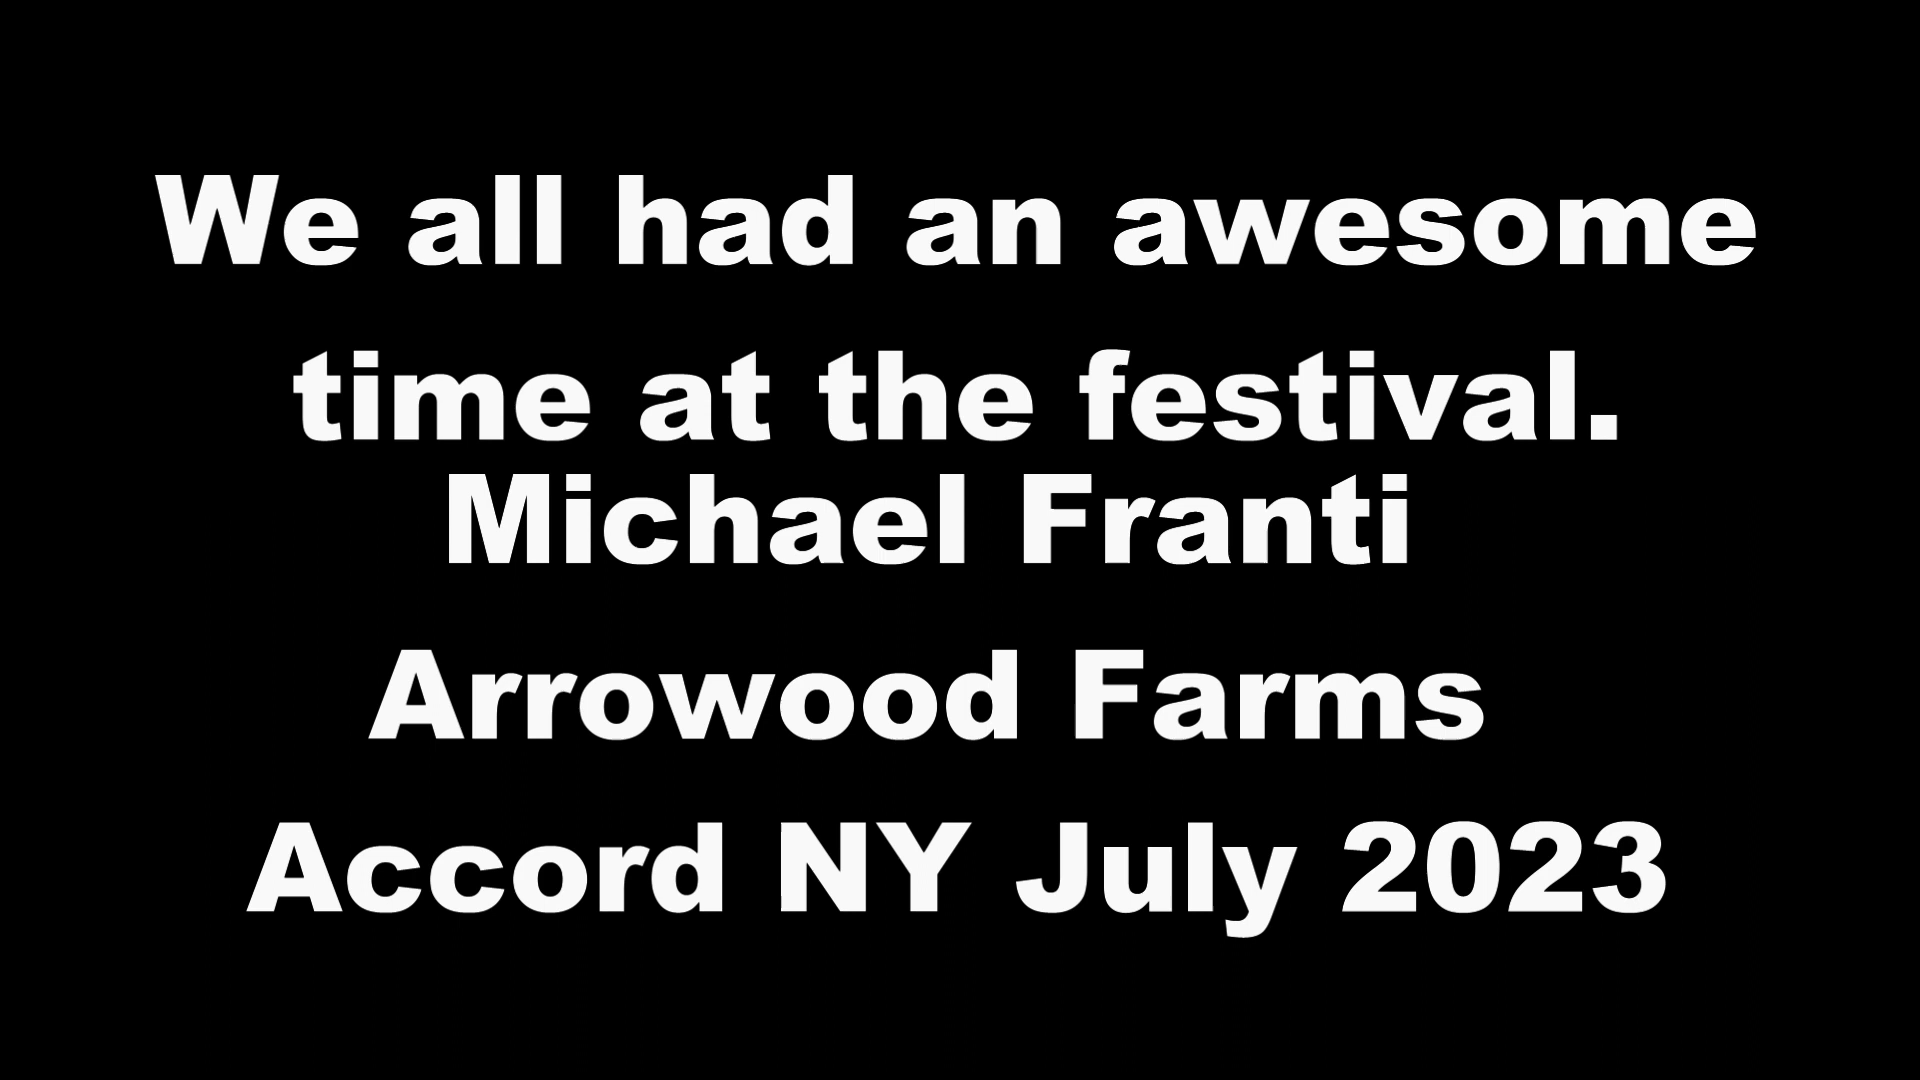 We all had an awesome
time at the festival.
Michael Franti
Arrowood Farms
Accord NY July 2023